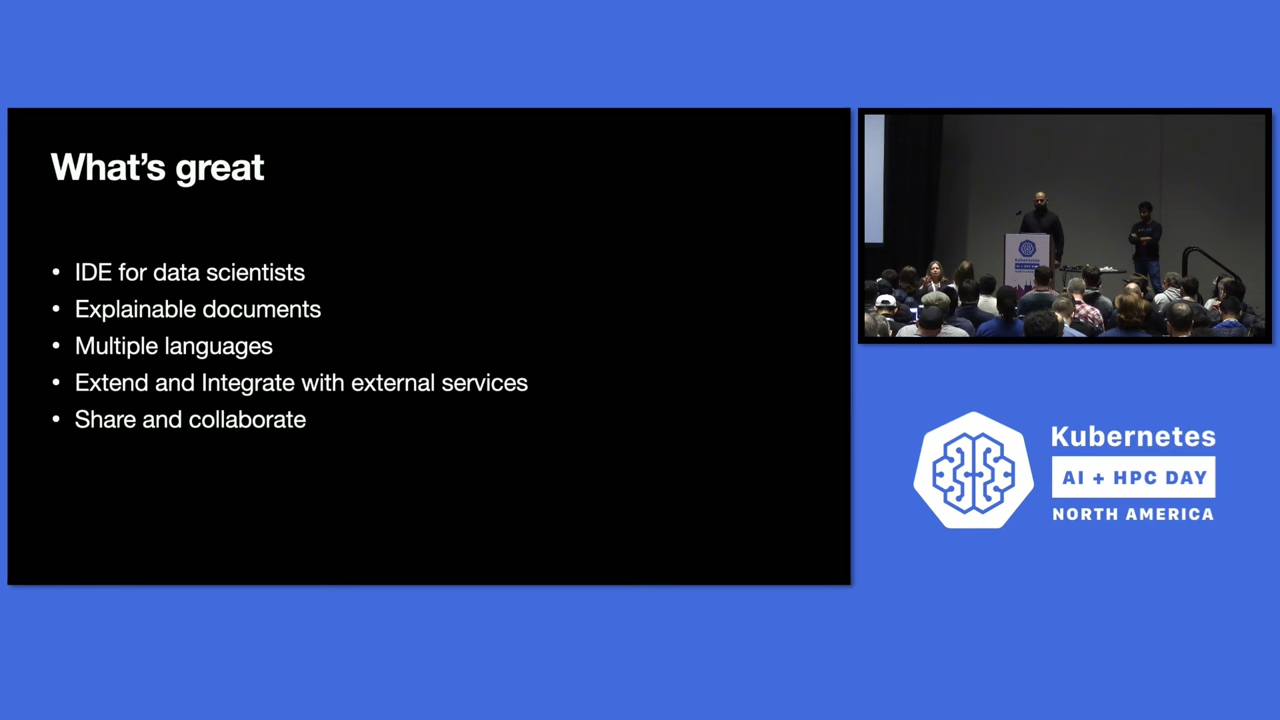 What's great
• IDE for data scientists
• Explainable documents
• Multiple languages
• Extend and Integrate with external services
• Share and collaborate
Kubernetes
AI + HPC DAY
NORTH AMERICA